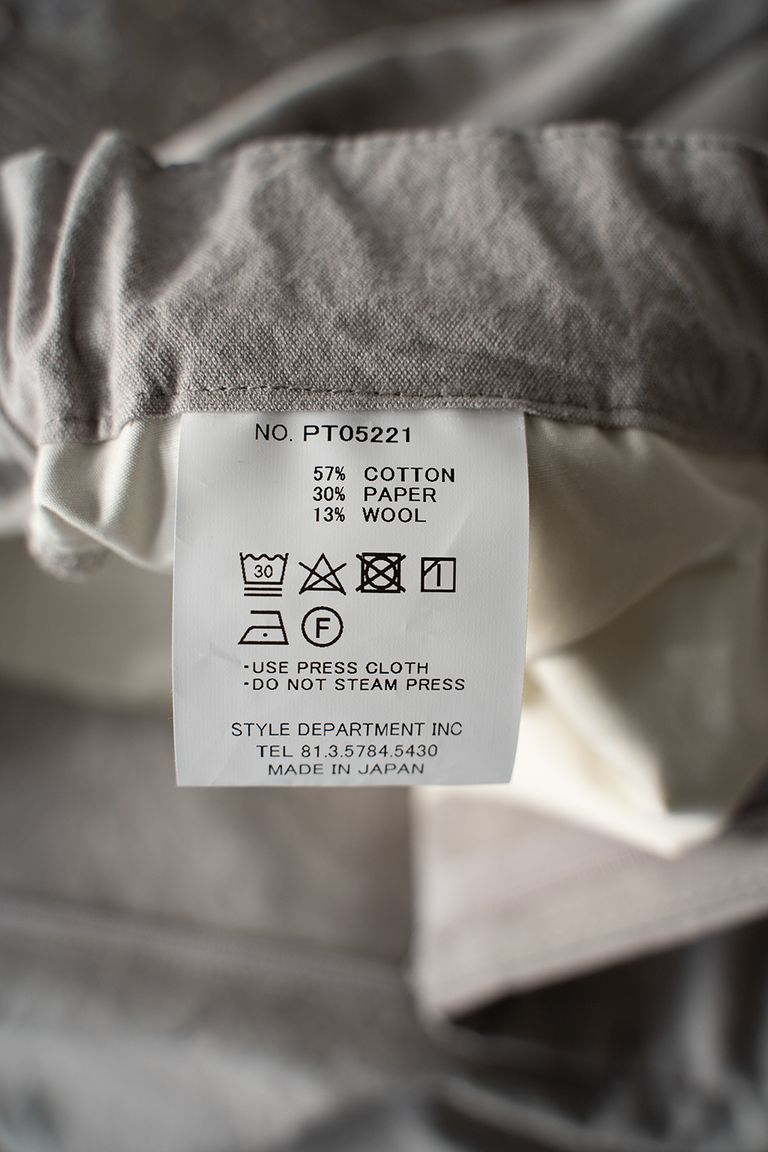 NO. PT05221
57% COTTON
30% PAPER
13% WOOL
30
F
-USE PRESS CLOTH
-DO NOT STEAM PRESS
STYLE DEPARTMENT INC
TEL 81.3.5784.5430
MADE IN JAPAN